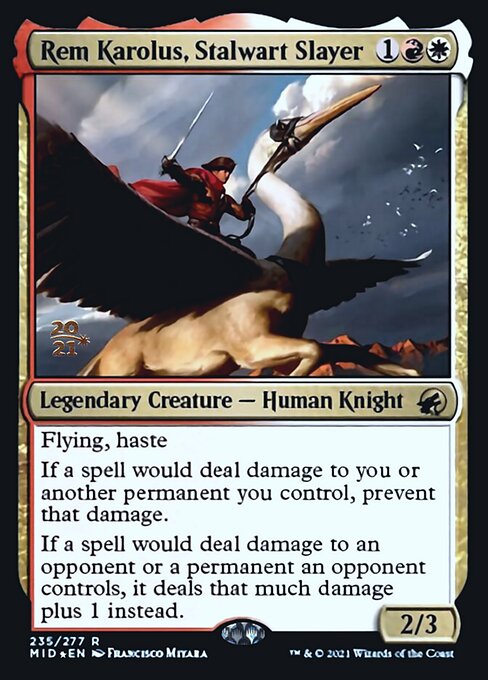 Rem Karolus, Stalwart Slayer 1
20
21
Legendary Creature — Human Knight
Flying, haste
If a spell would deal damage to you or
another permanent you control, prevent
that damage.
If a spell would deal damage to an
opponent or a permanent an opponent
controls, it deals that much damage
plus 1 instead.
2/3
235/277 R
MID★EN Francisco Miyara
™ & © 2021 Wizards of the Coast